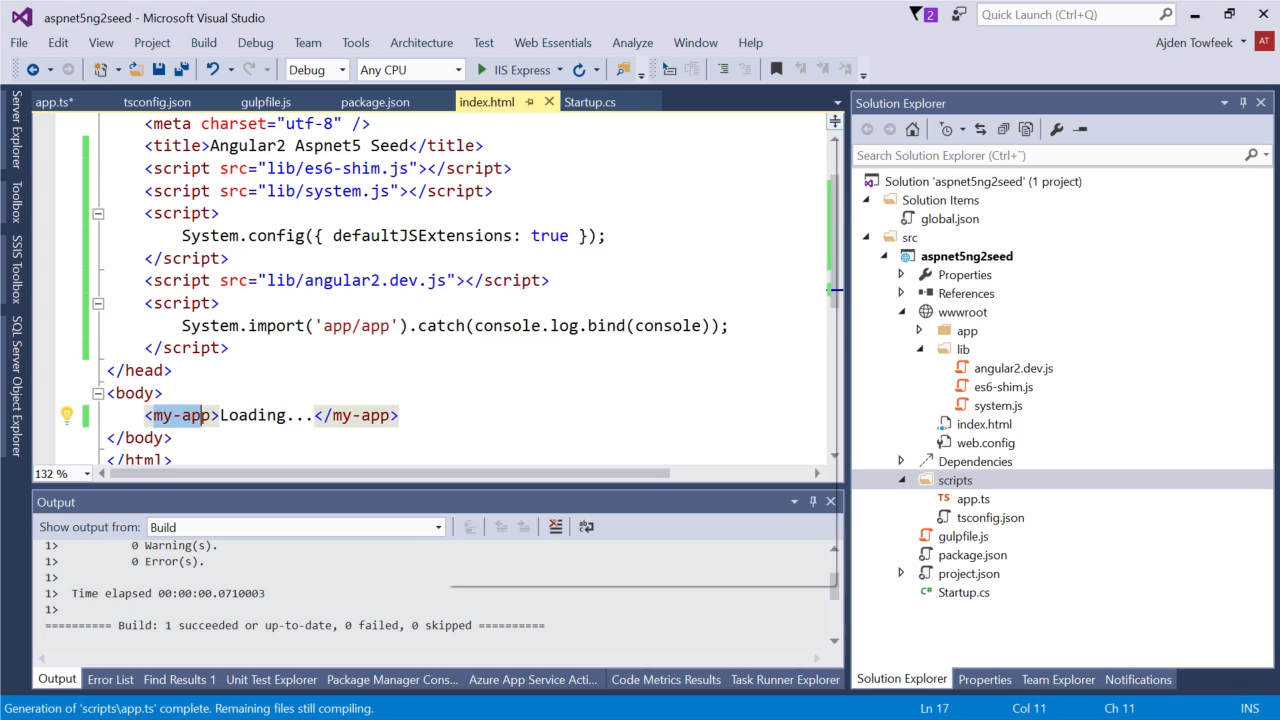 aspnet5ng2seed - Microsoft Visual Studio
2
Quick Launch (Ctrl+Q)
File Edit View Project Build Debug Team Tools Architecture Test Web Essentials Analyze Window Help
Ajden Towfeek AT
Debug Any CPU IIS Express
Server Explorer
Toolbox
SSIS Toolbox
SQL Server Object Explorer
app.ts* tsconfig.json gulpfile.js package.json index.html Startup.cs
<meta charset="utf-8" />
<title>Angular2 Aspnet5 Seed</title>
<script src="lib/es6-shim.js"></script>
<script src="lib/system.js"></script>
<script>
System.config({ defaultJSExtensions: true });
</script>
<script src="lib/angular2.dev.js"></script>
<script>
System.import('app/app').catch(console.log.bind(console));
</script>
</head>
<body>
<my-app>Loading...</my-app>
</body>
</html>
132 %
Output
Show output from: Build
1> 0 Warning(s).
1> 0 Error(s).
1>
1> Time elapsed 00:00:00.0710003
1>
========== Build: 1 succeeded or up-to-date, 0 failed, 0 skipped ==========
Output Error List Find Results 1 Unit Test Explorer Package Manager Cons... Azure App Service Acti... Code Metrics Results Task Runner Explorer
Solution Explorer
Search Solution Explorer (Ctrl+¨)
Solution 'aspnet5ng2seed' (1 project)
Solution Items
global.json
src
aspnet5ng2seed
Properties
References
wwwroot
app
lib
angular2.dev.js
es6-shim.js
system.js
index.html
web.config
Dependencies
scripts
app.ts
tsconfig.json
gulpfile.js
package.json
project.json
Startup.cs
Solution Explorer Properties Team Explorer Notifications
Generation of 'scripts\app.ts' complete. Remaining files still compiling. Ln 17 Col 11 Ch 11 INS